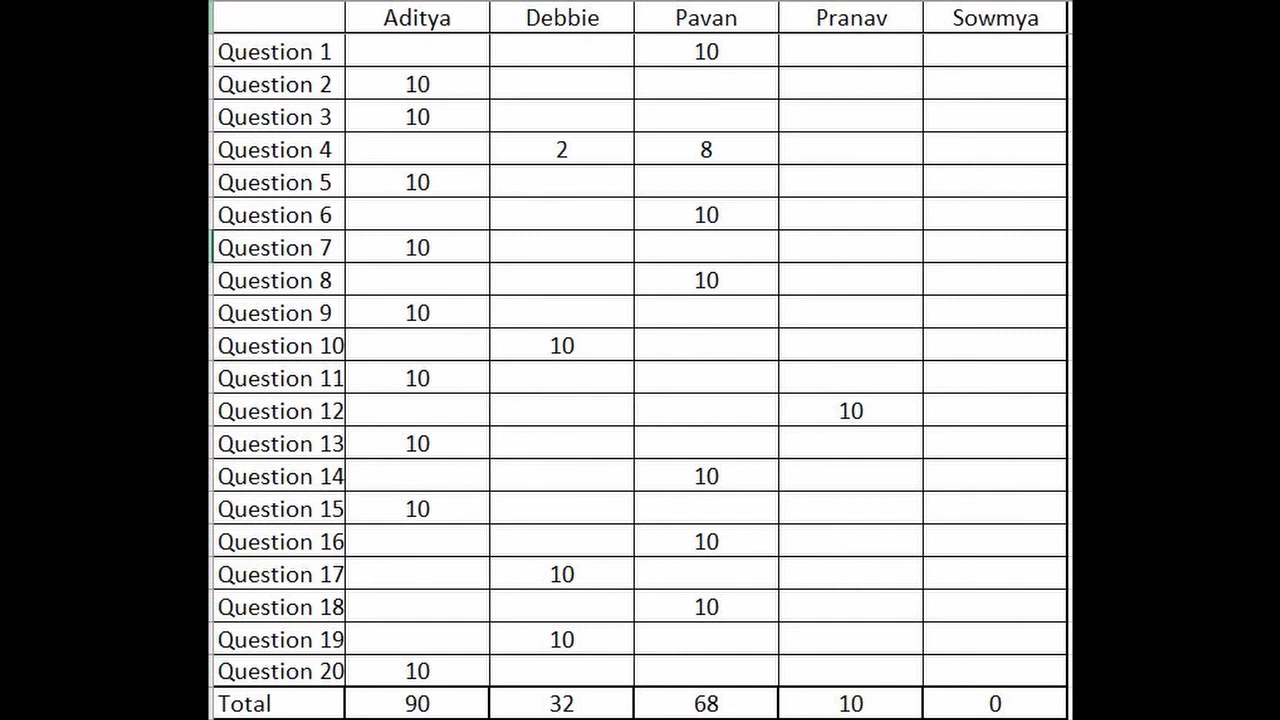 Aditya Debbie Pavan Pranav Sowmya
Question 1 10
Question 2 10
Question 3 10
Question 4 2 8
Question 5 10
Question 6 10
Question 7 10
Question 8 10
Question 9 10
Question 10 10
Question 11 10
Question 12 10
Question 13 10
Question 14 10
Question 15 10
Question 16 10
Question 17 10
Question 18 10
Question 19 10
Question 20 10
Total 90 32 68 10 0